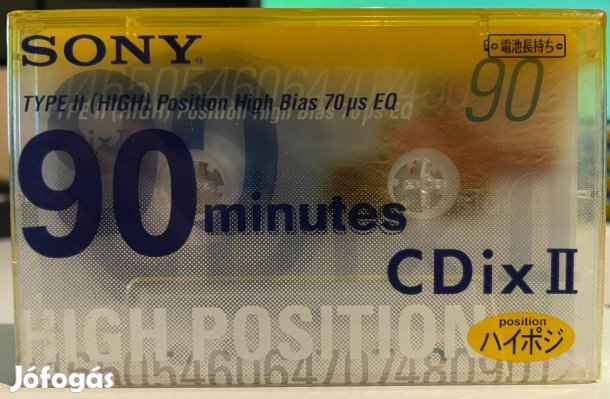 SONY
電池長持ち
90
TYPE II (HIGH) Position High Bias 70μs EQ
90 minutes
CDix II
HIGH POSITION
position
ハイポジ
Jófogás